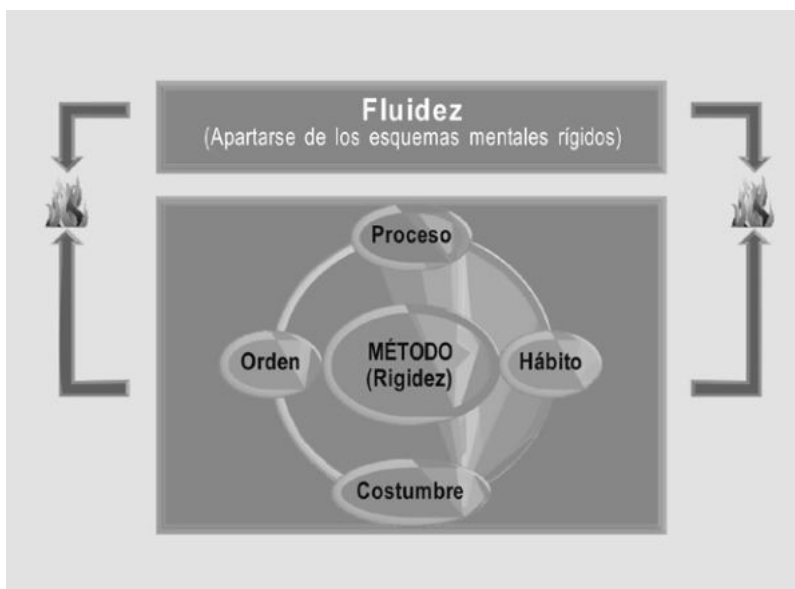 Fluidez
(Apartarse de los esquemas mentales rígidos)
Proceso
Orden
MÉTODO
(Rigidez)
Hábito
Costumbre